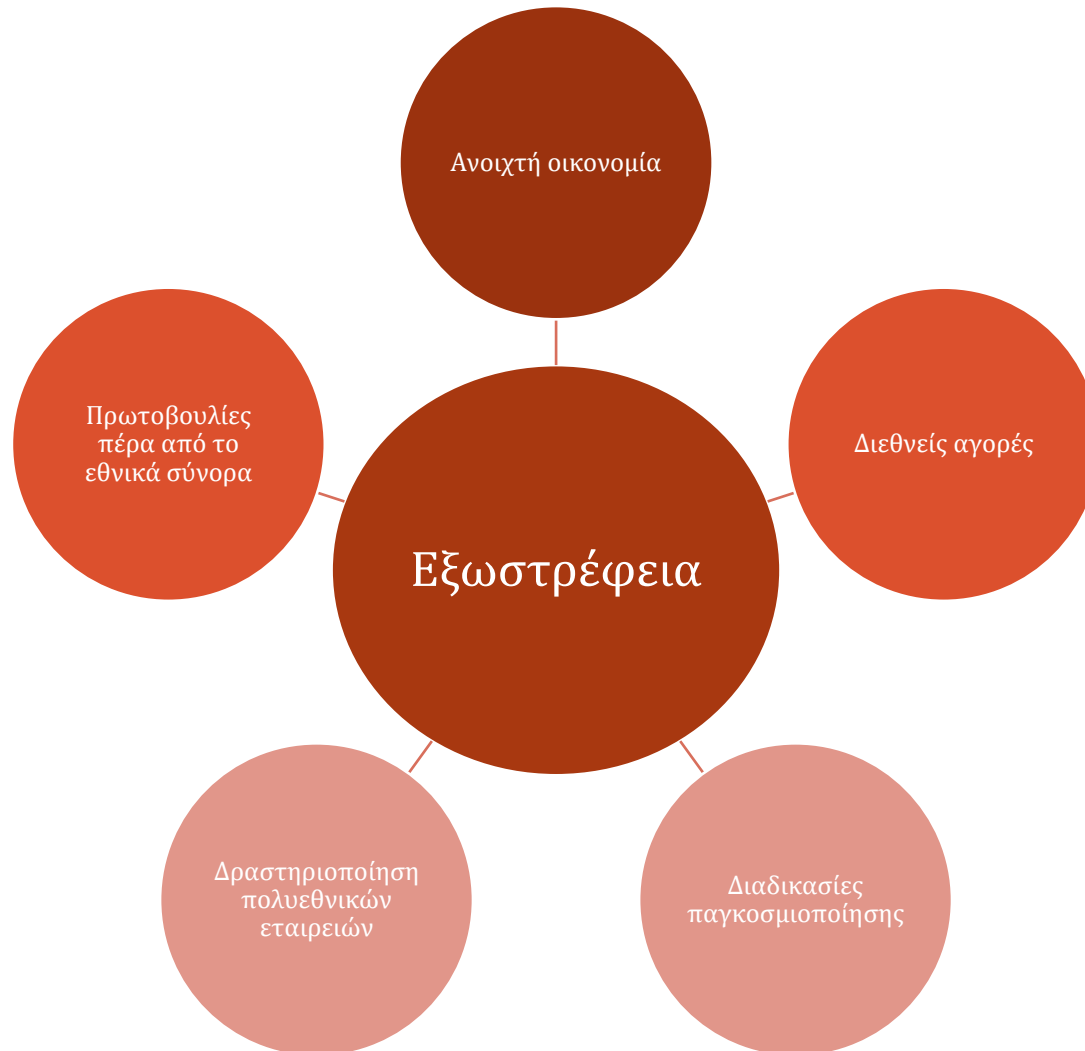 Ανοιχτή οικονομία
Πρωτοβουλίες
πέρα από το
εθνικά σύνορα
Διεθνείς αγορές
Εξωστρέφεια
Δραστηριοποίηση
πολυεθνικών
εταιρειών
Διαδικασίες
παγκοσμιοποίησης